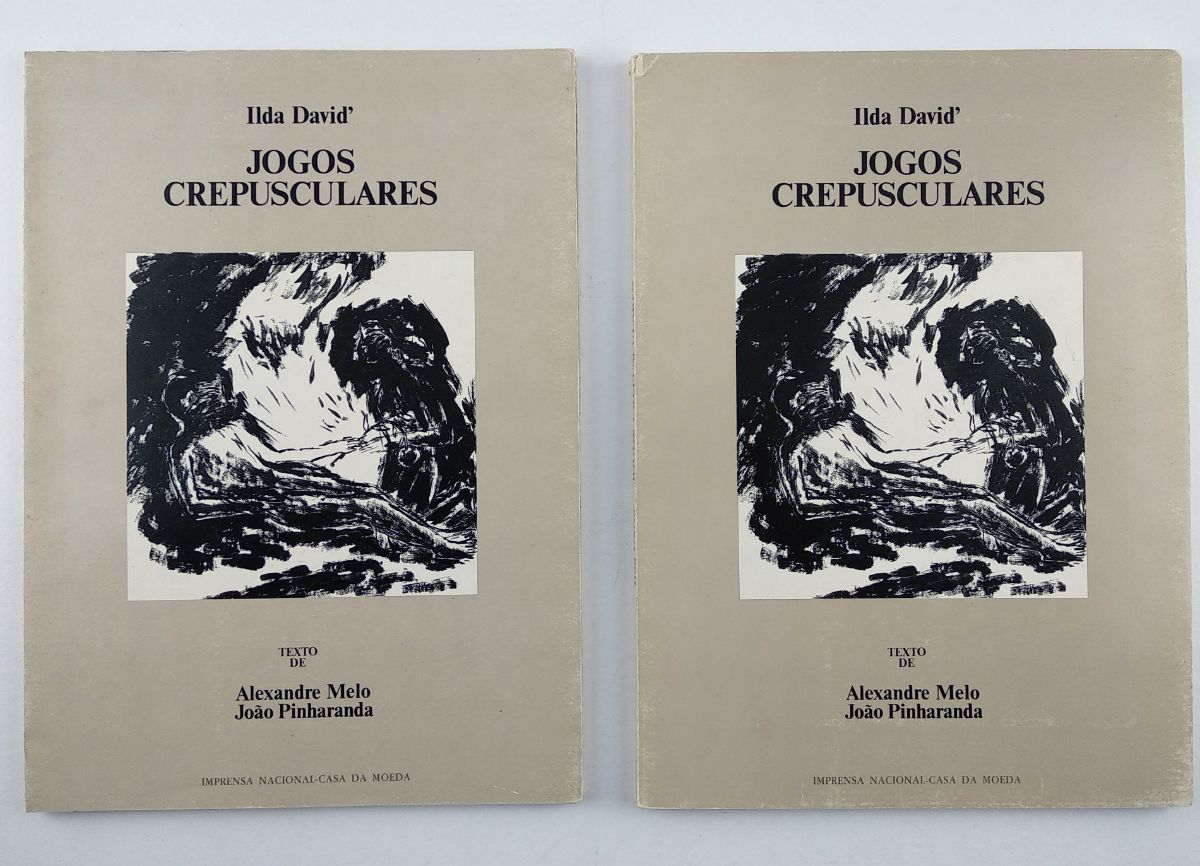 Ilda David'
JOGOS
CREPUSCULARES
TEXTO
DE
Alexandre Melo
João Pinharanda
IMPRENSA NACIONAL-CASA DA MOEDA
Ilda David'
JOGOS
CREPUSCULARES
TEXTO
DE
Alexandre Melo
João Pinharanda
IMPRENSA NACIONAL-CASA DA MOEDA